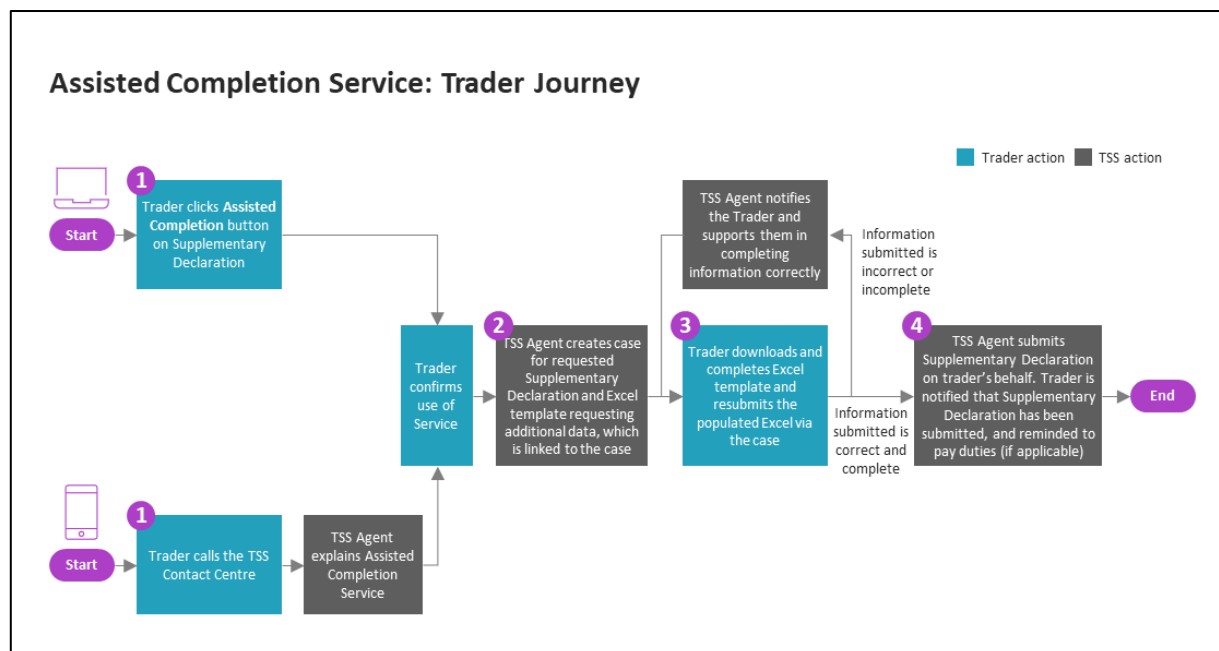 Assisted Completion Service: Trader Journey
Trader action
TSS action
Start
1
Trader clicks Assisted
Completion button
on Supplementary
Declaration
TSS Agent notifies
the Trader and
supports them in
completing
information correctly
Information
submitted is
incorrect or
incomplete
Trader
confirms
use of
Service
2
TSS Agent creates case
for requested
Supplementary
Declaration and Excel
template requesting
additional data, which
is linked to the case
3
Trader downloads and
completes Excel
template and
resubmits the
populated Excel via
the case
Information
submitted is
correct and
complete
4
TSS Agent submits
Supplementary Declaration
on trader's behalf. Trader is
notified that Supplementary
Declaration has been
submitted, and reminded to
pay duties (if applicable)
End
Start
1
Trader calls the TSS
Contact Centre
TSS Agent
explains Assisted
Completion
Service